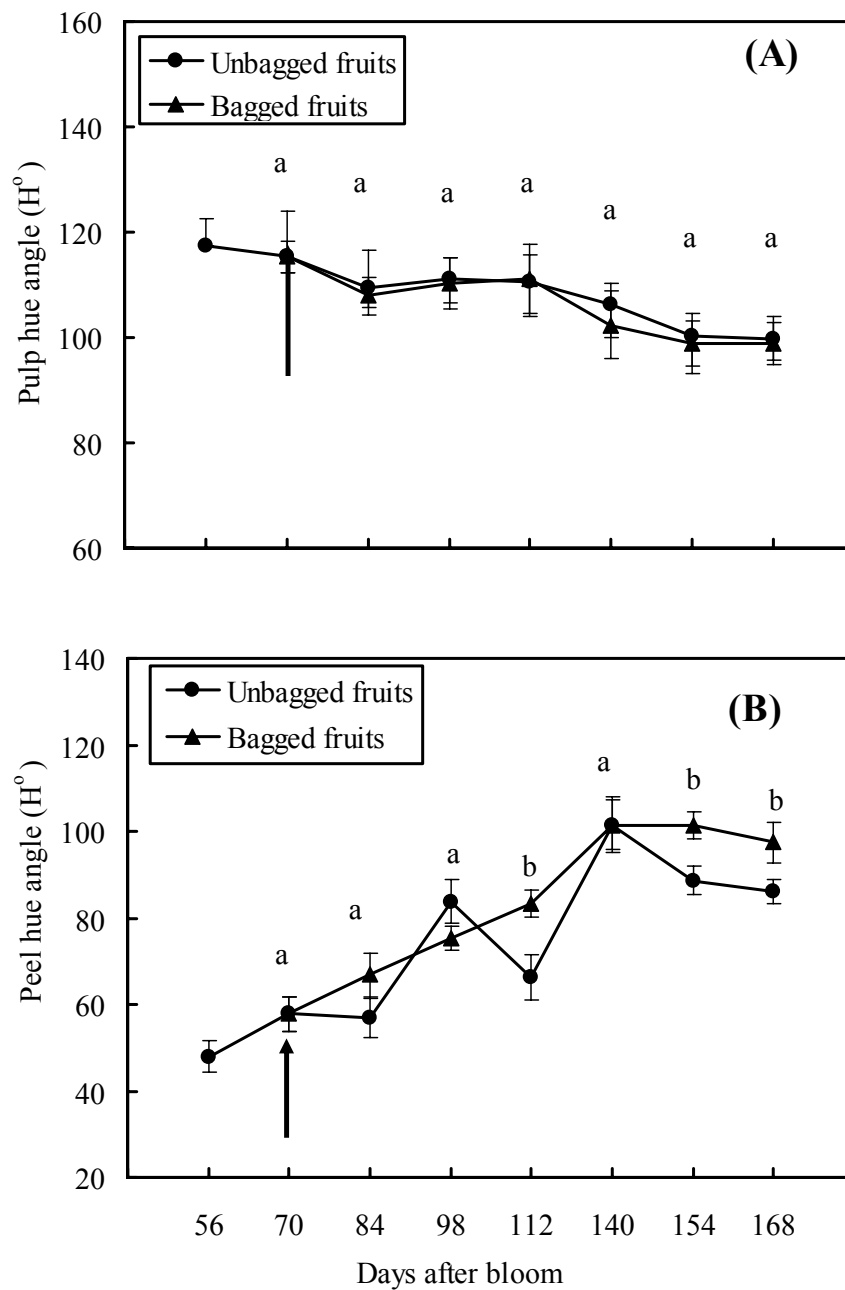 160
140
120
100
80
60
Pulp hue angle (H°)
Unbagged fruits
Bagged fruits
(A)
a a a a a a a
140
120
100
80
60
40
20
Peel hue angle (H°)
Unbagged fruits
Bagged fruits
(B)
a a a b a b b
56 70 84 98 112 140 154 168
Days after bloom